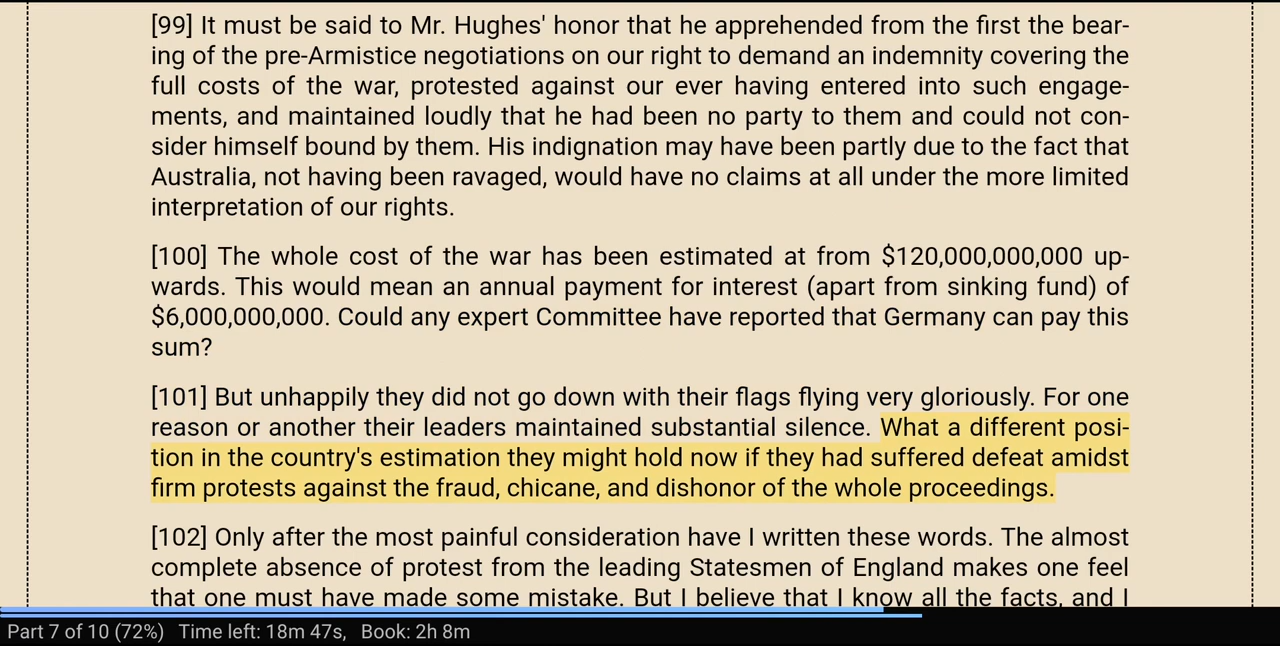 [99] It must be said to Mr. Hughes' honor that he apprehended from the first the bear-
ing of the pre-Armistice negotiations on our right to demand an indemnity covering the
full costs of the war, protested against our ever having entered into such engage-
ments, and maintained loudly that he had been no party to them and could not con-
sider himself bound by them. His indignation may have been partly due to the fact that
Australia, not having been ravaged, would have no claims at all under the more limited
interpretation of our rights.
[100] The whole cost of the war has been estimated at from $120,000,000,000 up-
wards. This would mean an annual payment for interest (apart from sinking fund) of
$6,000,000,000. Could any expert Committee have reported that Germany can pay this
sum?
[101] But unhappily they did not go down with their flags flying very gloriously. For one
reason or another their leaders maintained substantial silence. What a different posi-
tion in the country's estimation they might hold now if they had suffered defeat amidst
firm protests against the fraud, chicane, and dishonor of the whole proceedings.
[102] Only after the most painful consideration have I written these words. The almost
complete absence of protest from the leading Statesmen of England makes one feel
that one must have made some mistake. But I believe that I know all the facts, and I
Part 7 of 10 (72%) Time left: 18m 47s, Book: 2h 8m